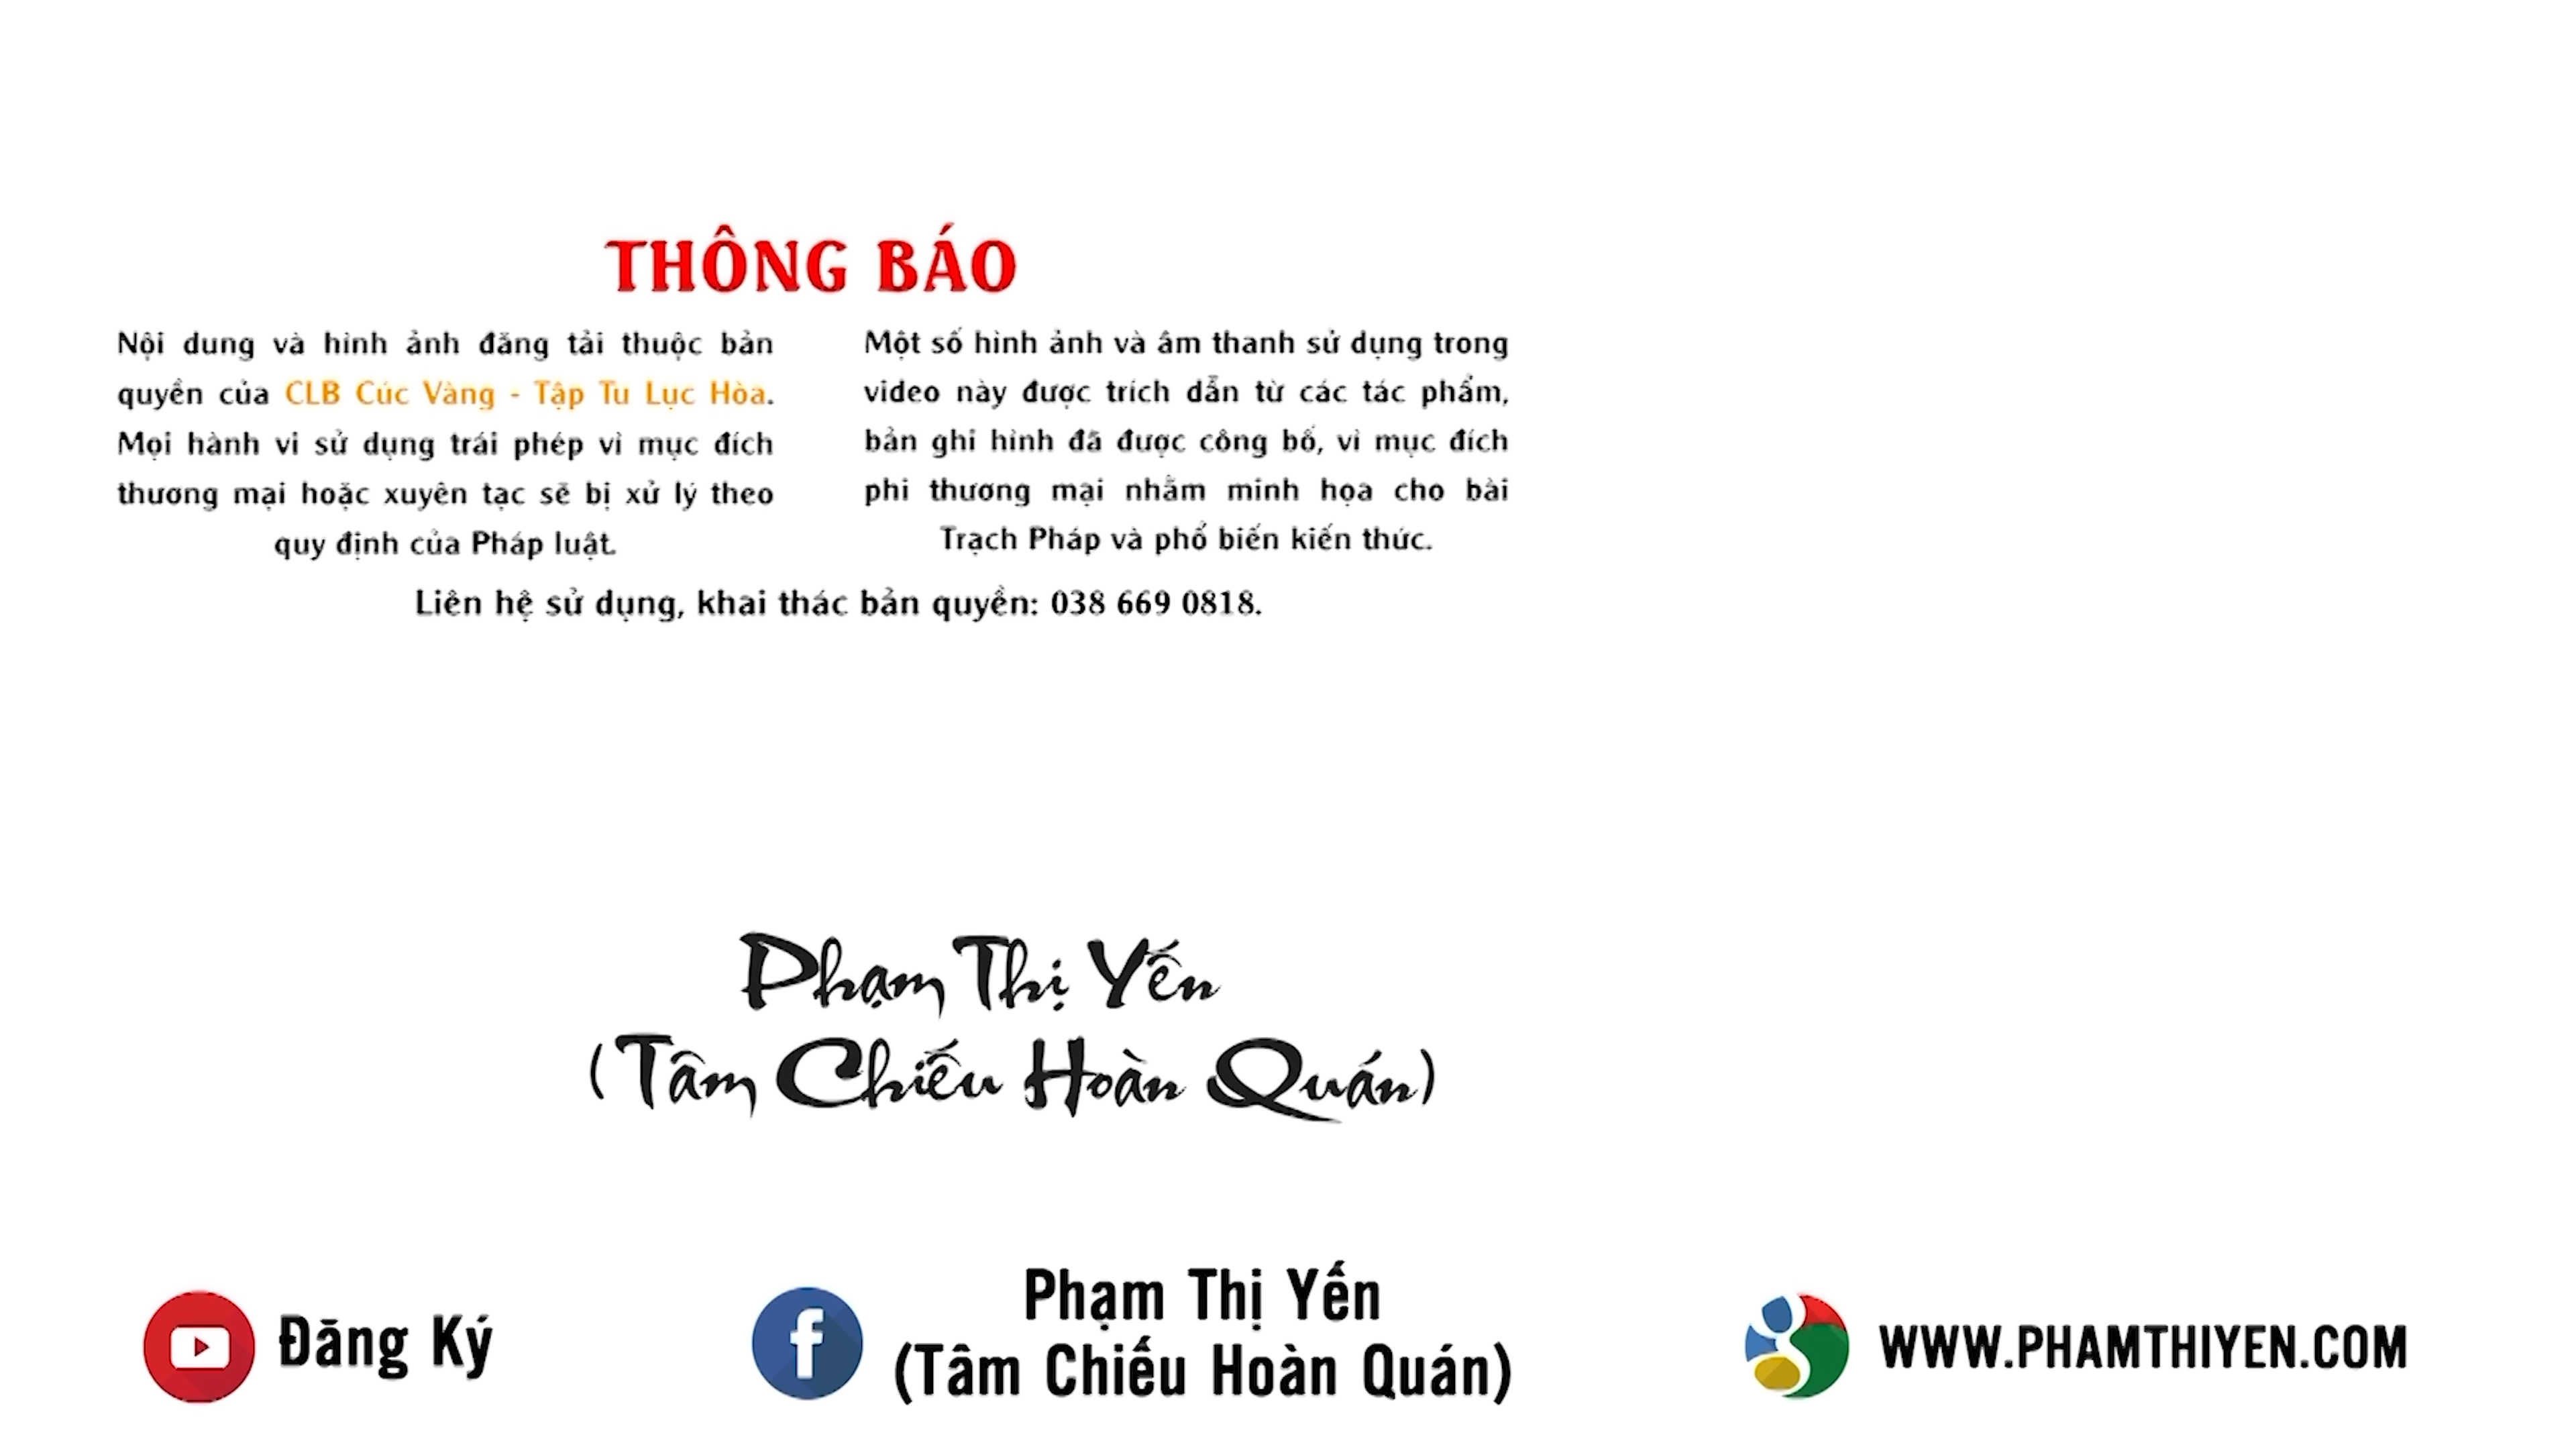 THÔNG BÁO
Nội dung và hình ảnh đăng tải thuộc bản
quyền của CLB Cúc Vàng - Tập Tu Lục Hòa.
Mọi hành vi sử dụng trái phép vì mục đích
thương mại hoặc xuyên tạc sẽ bị xử lý theo
quy định của Pháp luật.
Một số hình ảnh và âm thanh sử dụng trong
video này được trích dẫn từ các tác phẩm,
bản ghi hình đã được công bố, vì mục đích
phi thương mại nhằm minh họa cho bài
Trạch Pháp và phổ biến kiến thức.
Liên hệ sử dụng, khai thác bản quyền: 038 669 0818.
Phạm Thị Yến
(Tâm Chiếu Hoàn Quán)
Đăng Ký
Phạm Thị Yến
(Tâm Chiếu Hoàn Quán)
WWW.PHAMTHIYEN.COM